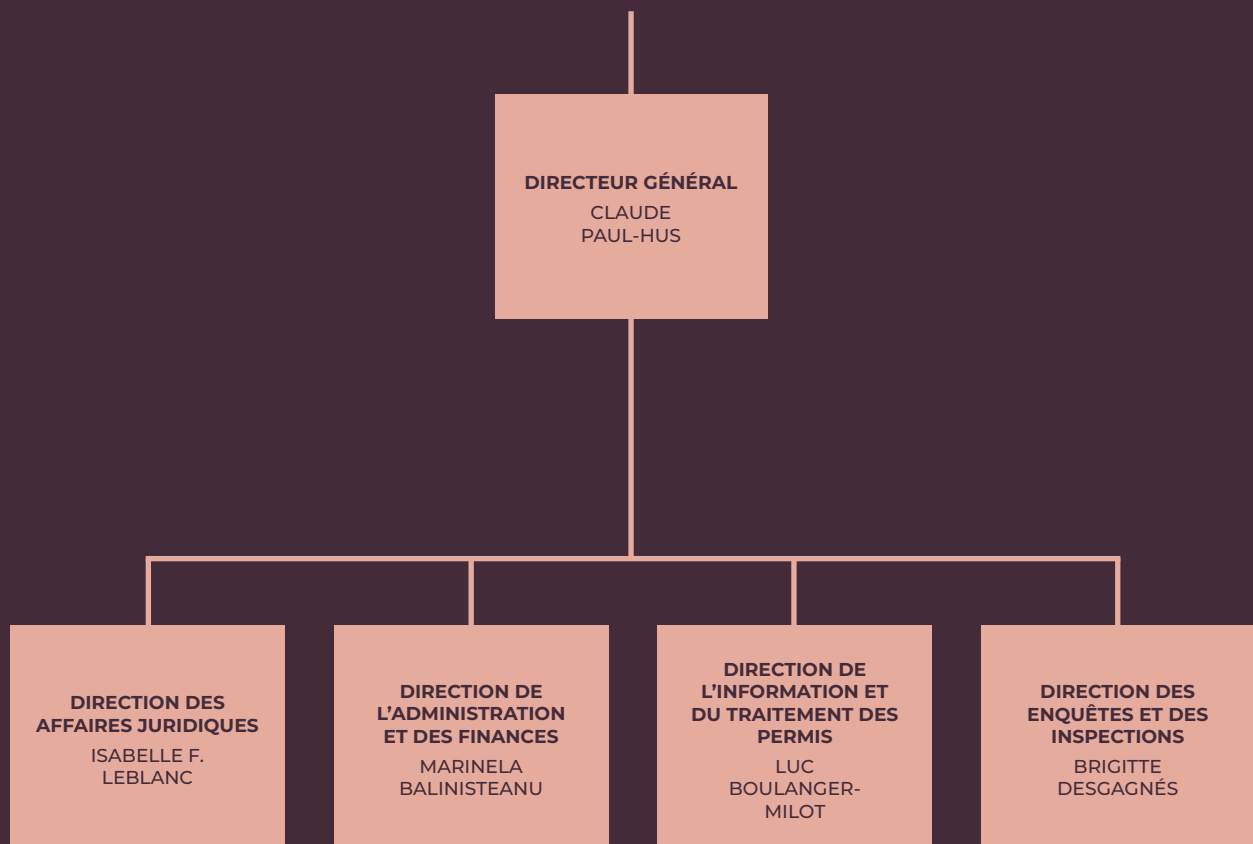 DIRECTEUR GÉNÉRAL
CLAUDE
PAUL-HUS
DIRECTION DES
AFFAIRES JURIDIQUES
ISABELLE F.
LEBLANC
DIRECTION DE
L’ADMINISTRATION
ET DES FINANCES
MARINELA
BALINISTEANU
DIRECTION DE
L’INFORMATION ET
DU TRAITEMENT DES
PERMIS
LUC
BOULANGER-
MILOT
DIRECTION DES
ENQUÊTES ET DES
INSPECTIONS
BRIGITTE
DESGAGNÉS